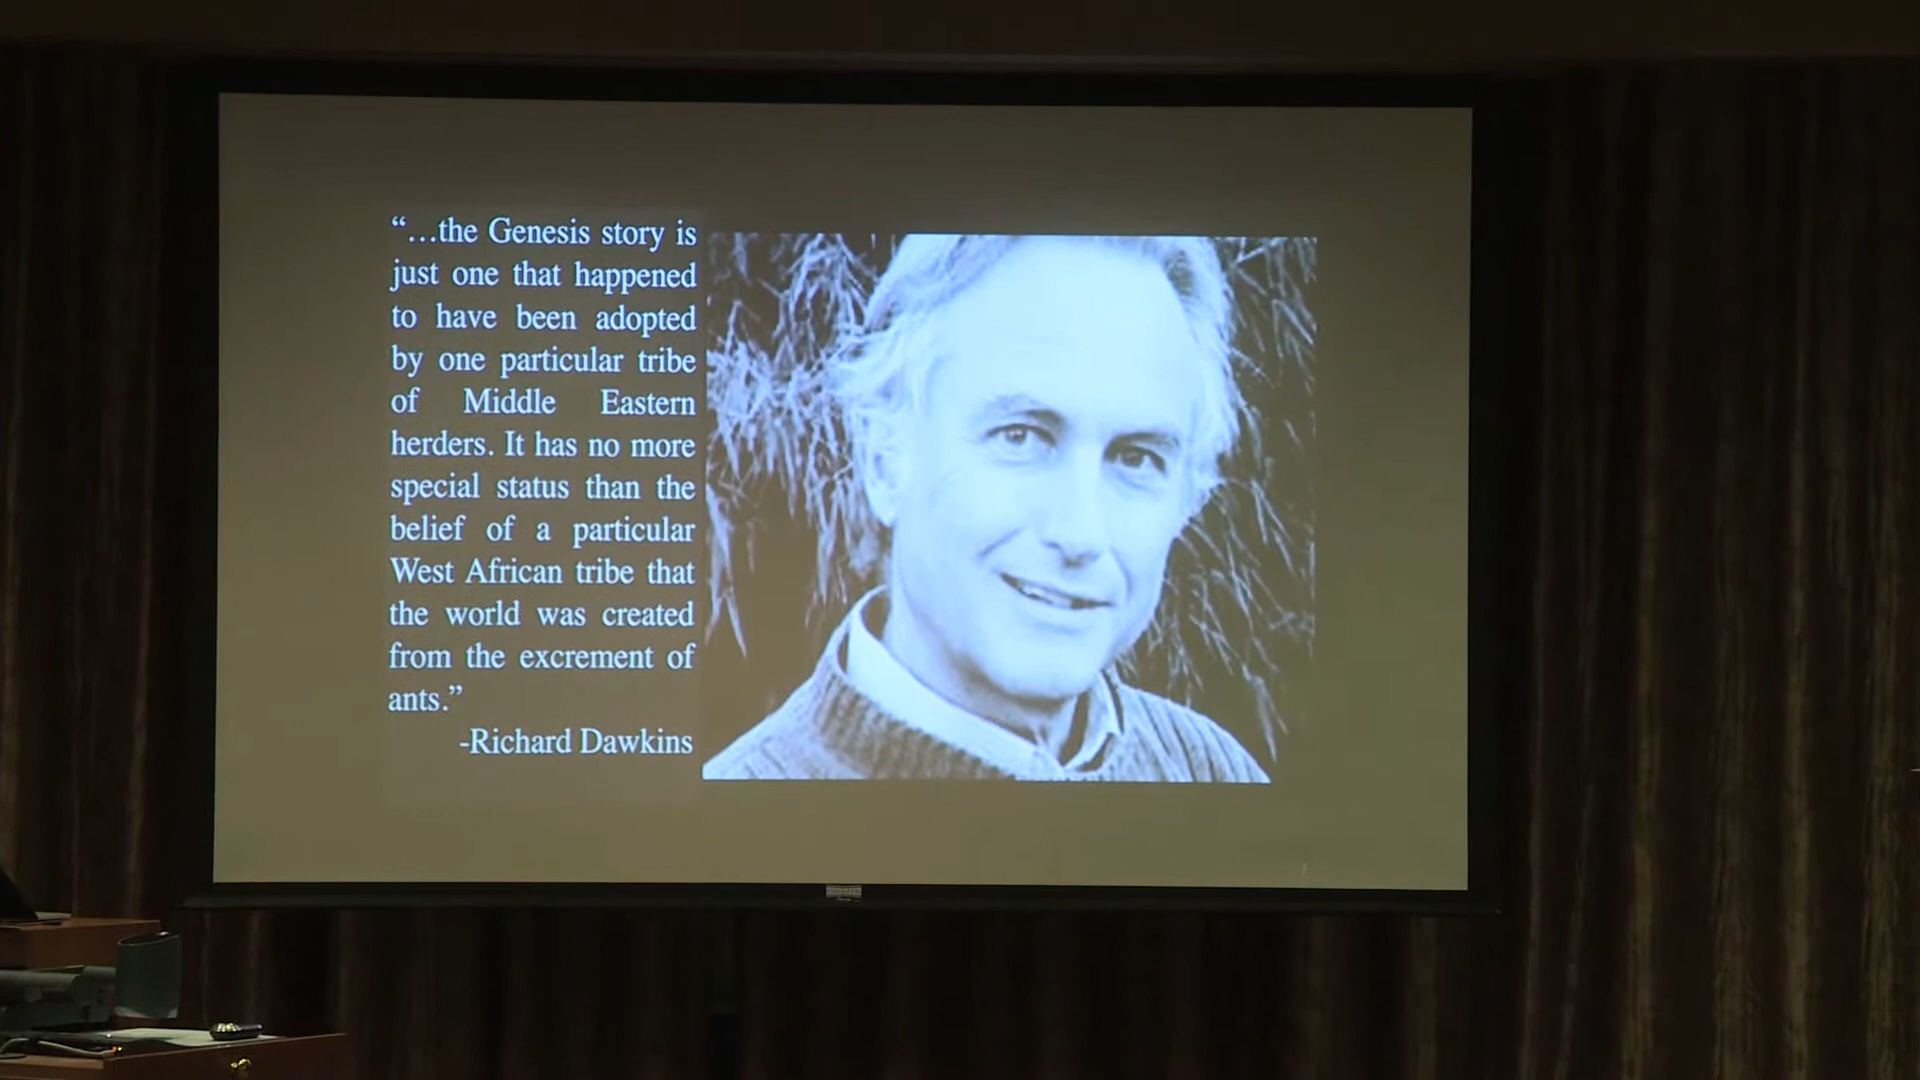 “...the Genesis story is
just one that happened
to have been adopted
by one particular tribe
of Middle Eastern
herders. It has no more
special status than the
belief of a particular
West African tribe that
the world was created
from the excrement of
ants.”
-Richard Dawkins